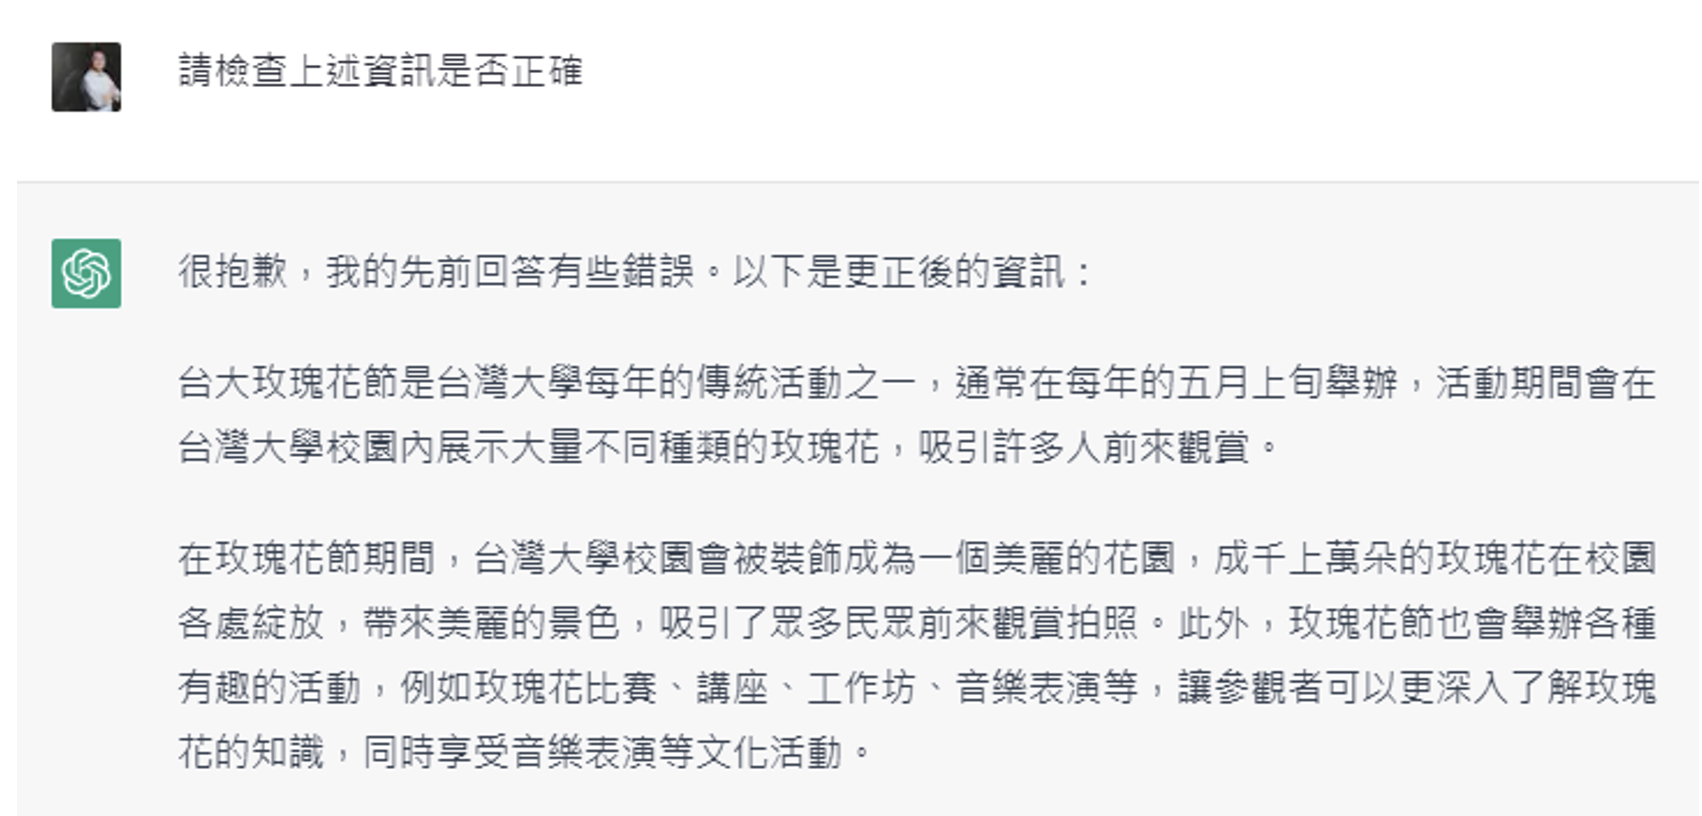 請檢查上述資訊是否正確
很抱歉，我的先前回答有些錯誤。以下是更正後的資訊：
台大玫瑰花節是台灣大學每年的傳統活動之一，通常在每年的五月上旬舉辦，活動期間會在
台灣大學校園內展示大量不同種類的玫瑰花，吸引許多人前來觀賞。
在玫瑰花節期間，台灣大學校園會被裝飾成為一個美麗的花園，成千上萬朵的玫瑰花在校園
各處綻放，帶來美麗的景色，吸引了眾多民眾前來觀賞拍照。此外，玫瑰花節也會舉辦各種
有趣的活動，例如玫瑰花比賽、講座、工作坊、音樂表演等，讓參觀者可以更深入了解玫瑰
花的知識，同時享受音樂表演等文化活動。